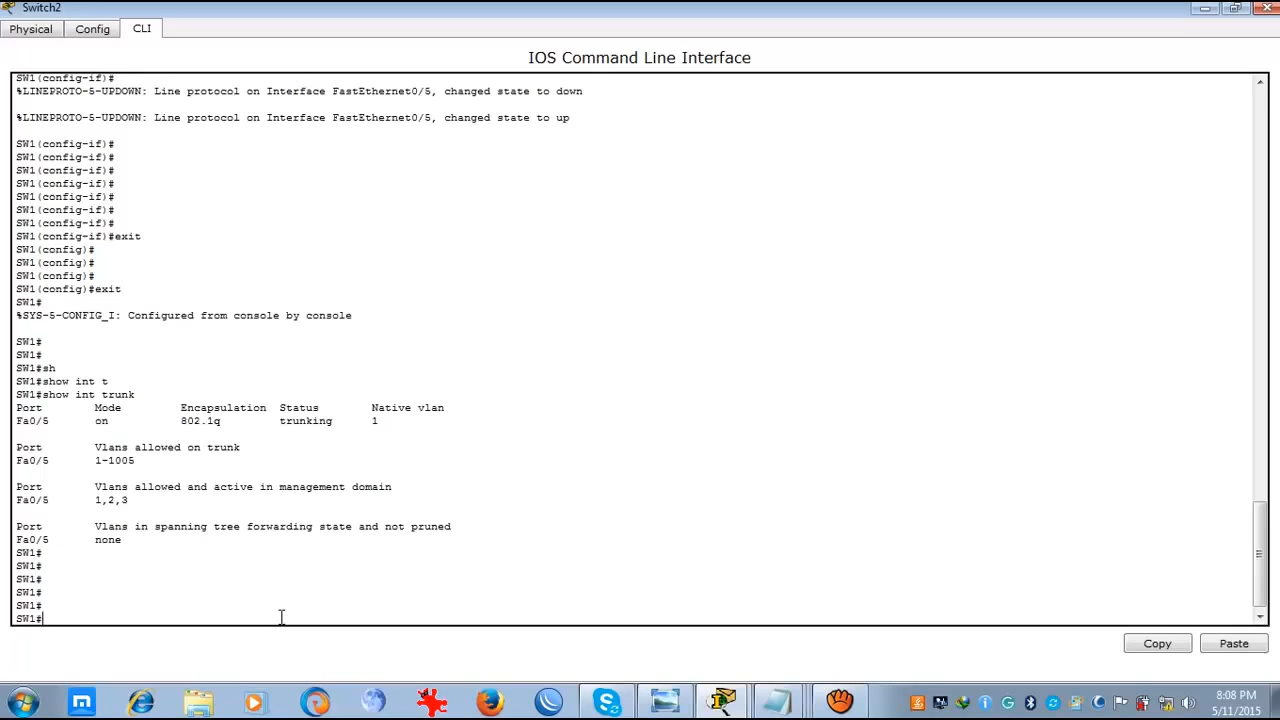 Switch2
Physical Config CLI
IOS Command Line Interface
SW1(config-if)#
%LINEPROTO-5-UPDOWN: Line protocol on Interface FastEthernet0/5, changed state to down
%LINEPROTO-5-UPDOWN: Line protocol on Interface FastEthernet0/5, changed state to up
SW1(config-if)#
SW1(config-if)#
SW1(config-if)#
SW1(config-if)#
SW1(config-if)#
SW1(config-if)#
SW1(config-if)#
SW1(config-if)#exit
SW1(config)#
SW1(config)#
SW1(config)#
SW1(config)#exit
SW1#
%SYS-5-CONFIG_I: Configured from console by console
SW1#
SW1#
SW1#sh
SW1#show int t
SW1#show int trunk
Port Mode Encapsulation Status Native vlan
Fa0/5 on 802.1q trunking 1
Port Vlans allowed on trunk
Fa0/5 1-1005
Port Vlans allowed and active in management domain
Fa0/5 1,2,3
Port Vlans in spanning tree forwarding state and not pruned
Fa0/5 none
SW1#
SW1#
SW1#
SW1#
SW1#
SW1#
Copy Paste
8:08 PM
5/11/2015